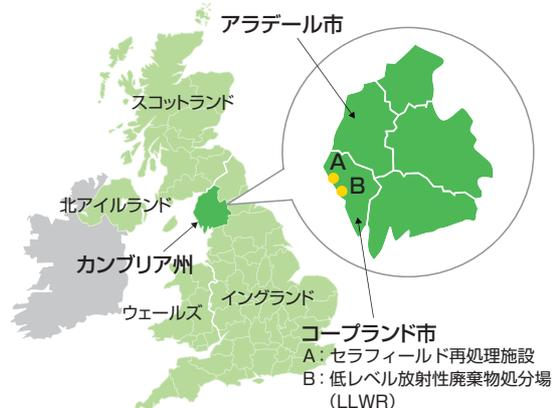 アラデール市
スコットランド
A
B
北アイルランド
カンブリア州
ウェールズ
イングランド
コープランド市
A：セラフィールド再処理施設
B：低レベル放射性廃棄物処分場
（LLWR）